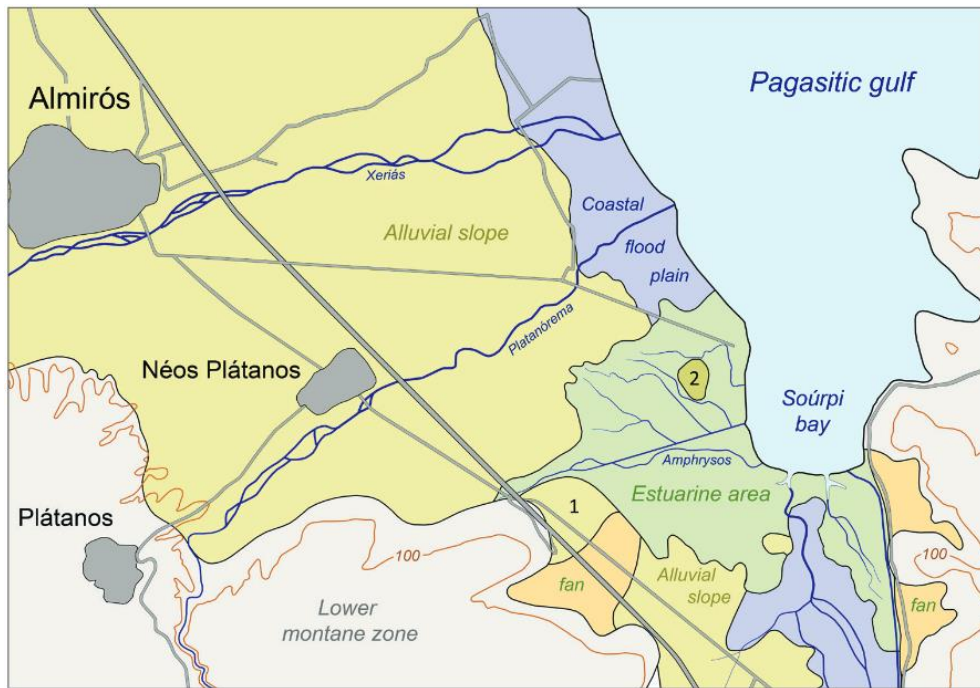 Almirós
Pagasitic gulf
Xeriás
Coastal
flood
plain
Alluvial slope
Platanórema
Néos Plátanos
2
Soúrpi
bay
Amphrysos
Estuarine area
1
Plátanos
100
fan
Alluvial
slope
100
fan
Lower
montane zone